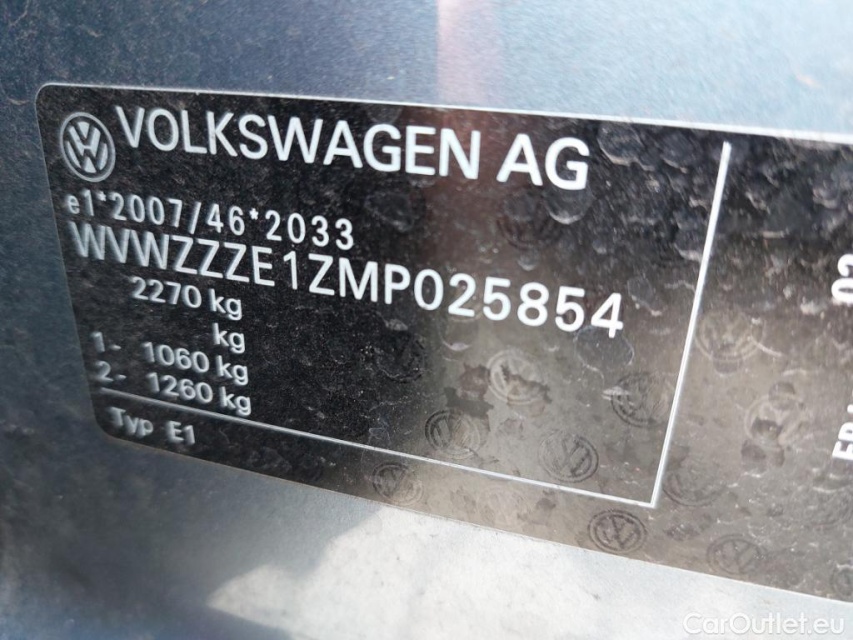 VOLKSWAGEN AG
e1*2007/46*2033
WVWZZZE1ZMP025854
2270 kg
kg
1- 1060 kg
2- 1260 kg
Typ E1
CarOutlet.eu